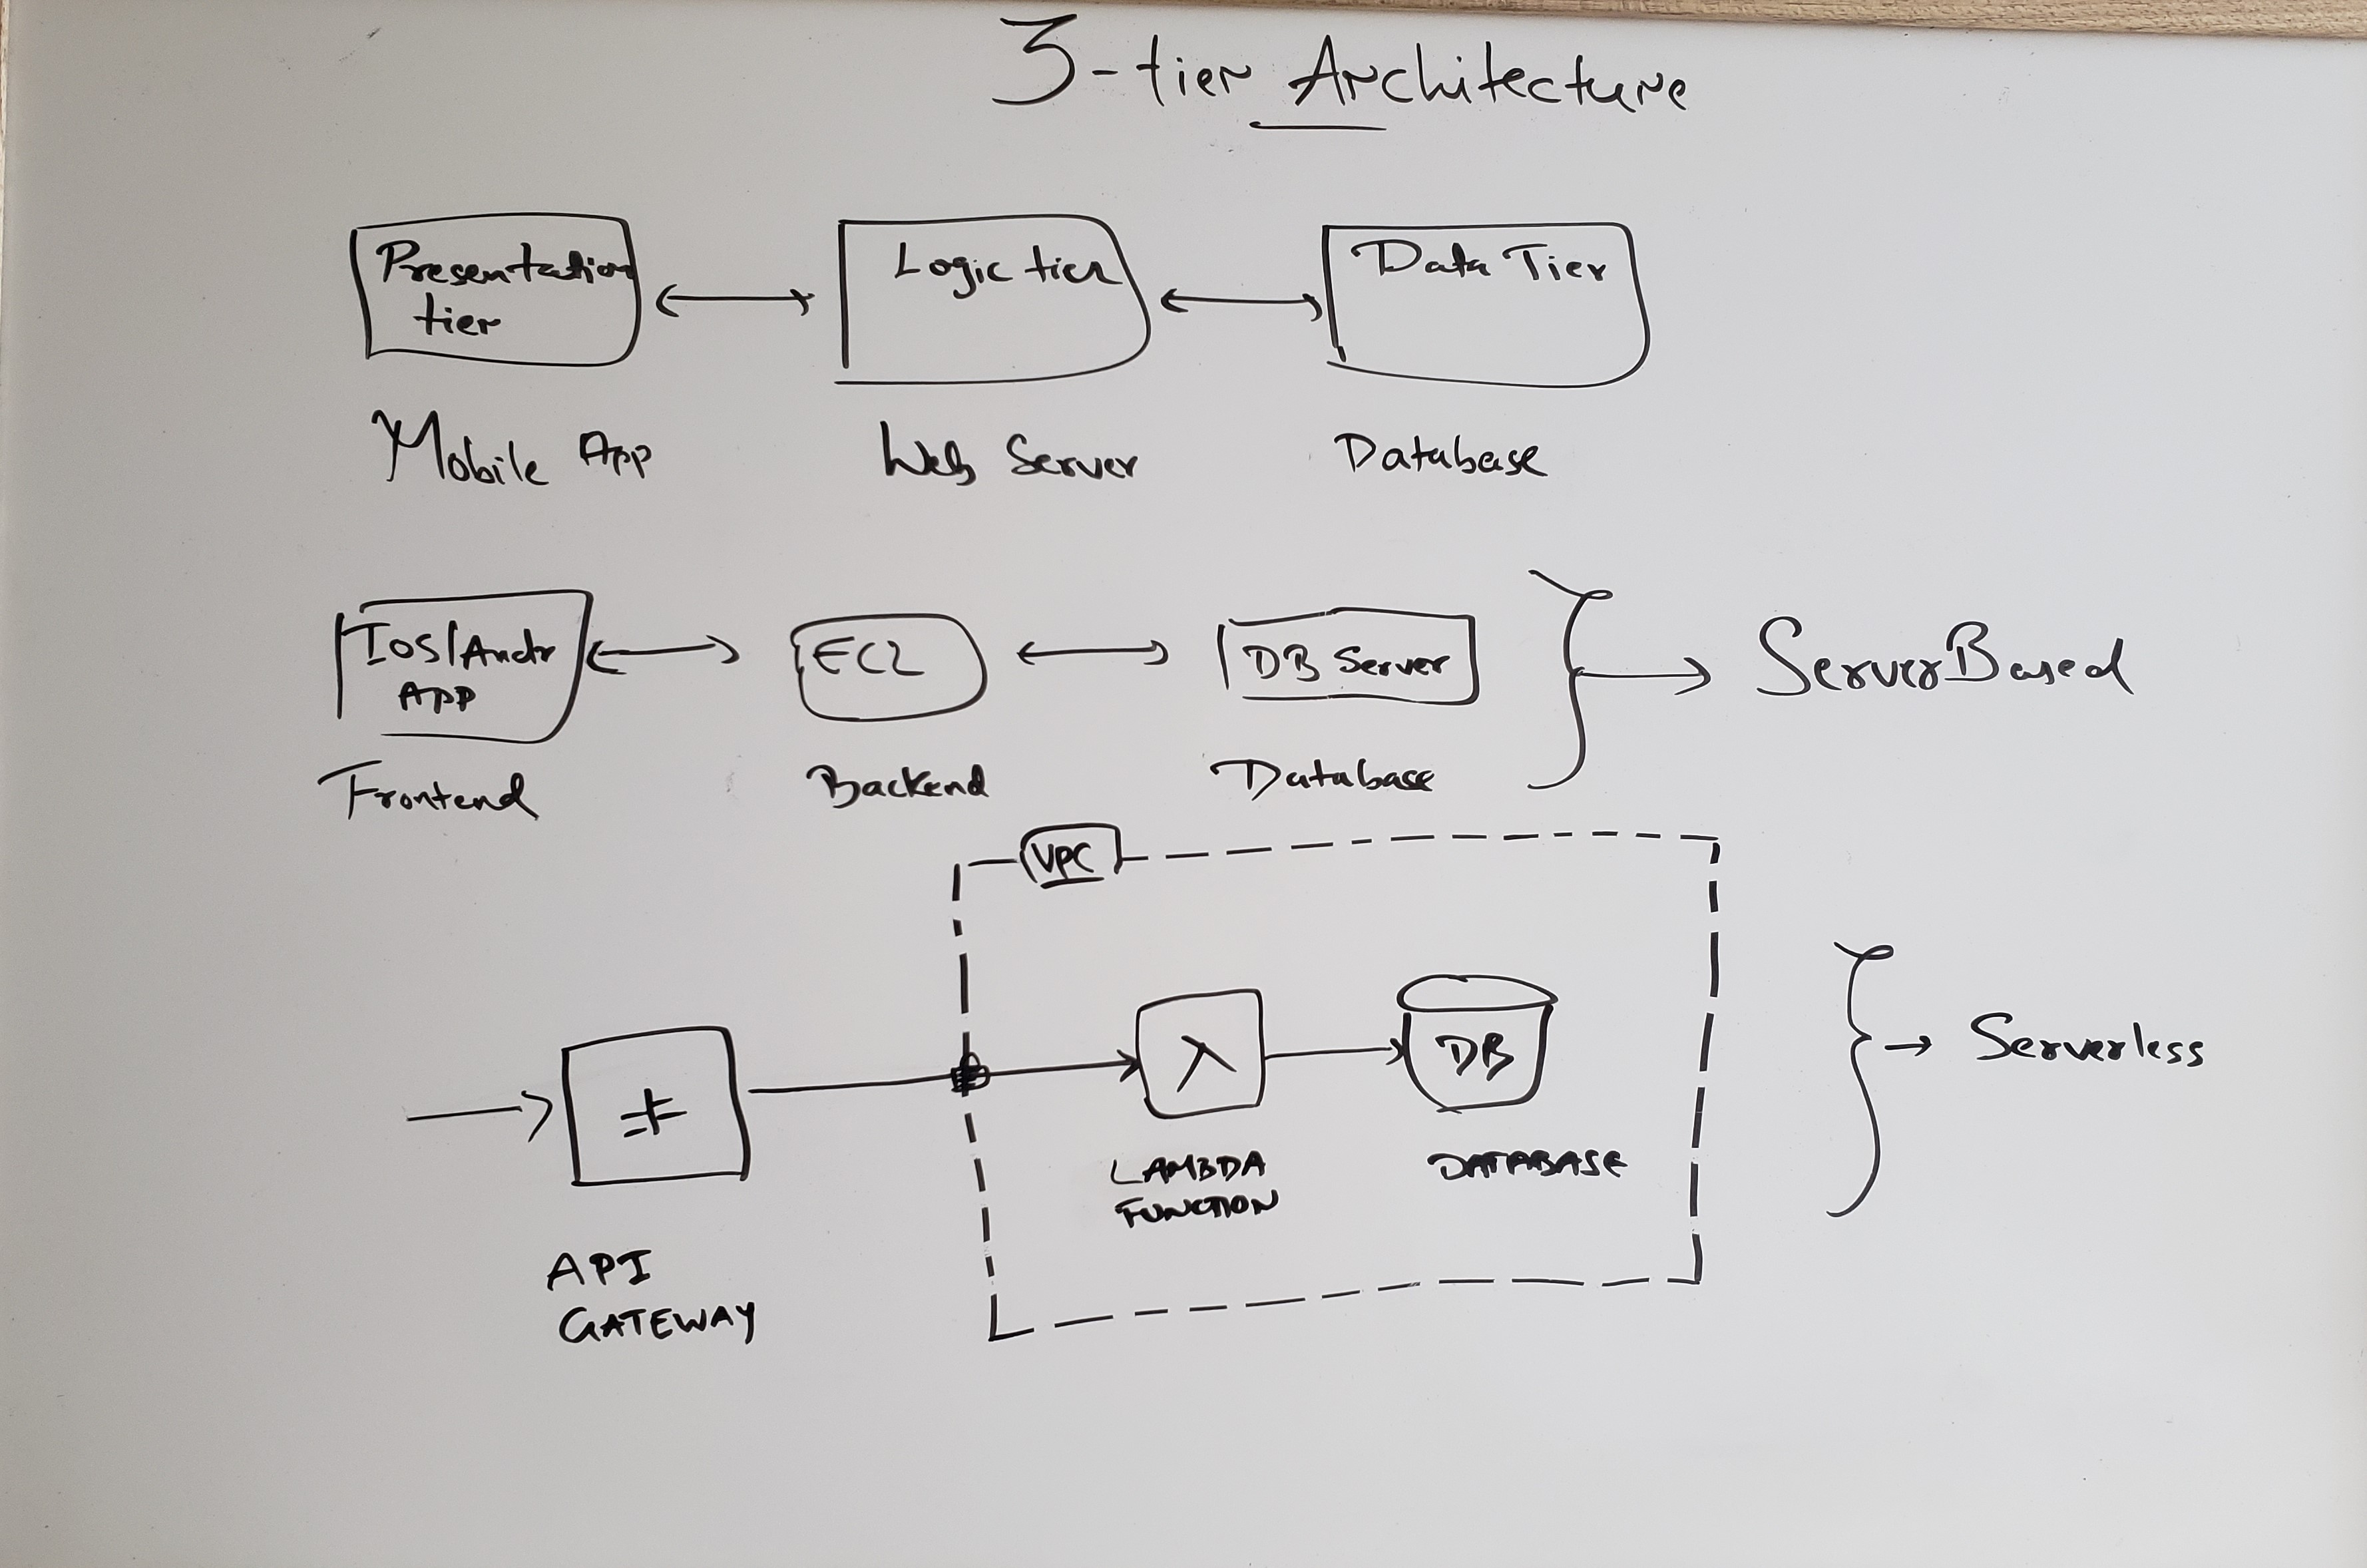 3-tier Architecture
Presentation
tier
Logic tier
Data Tier
Mobile App
Web Server
Database
Ios/Andr
App
EC2
DB Server
ServerBased
Frontend
Backend
Database
VPC
λ
DB
Serverless
LAMBDA
FUNCTION
DATABASE
API
GATEWAY